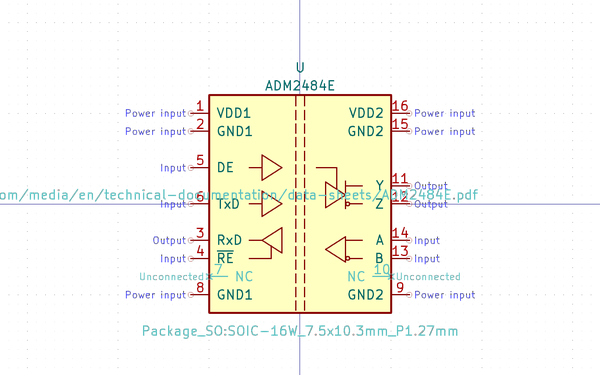 U
ADM2484E
Power input 1 VDD1 VDD2 16 Power input
Power input 2 GND1 GND2 15 Power input
Input 5 DE
Y 11 Output
om/media/en/technical-documentation/data-sheets/ADM2484E.pdf
Input 6 TxD Z 12 Output
Output 3 RxD A 14 Input
Input 4 RE B 13 Input
Unconnected 7 NC NC 10 Unconnected
Power input 8 GND1 GND2 9 Power input
Package_SO:SOIC-16W_7.5x10.3mm_P1.27mm